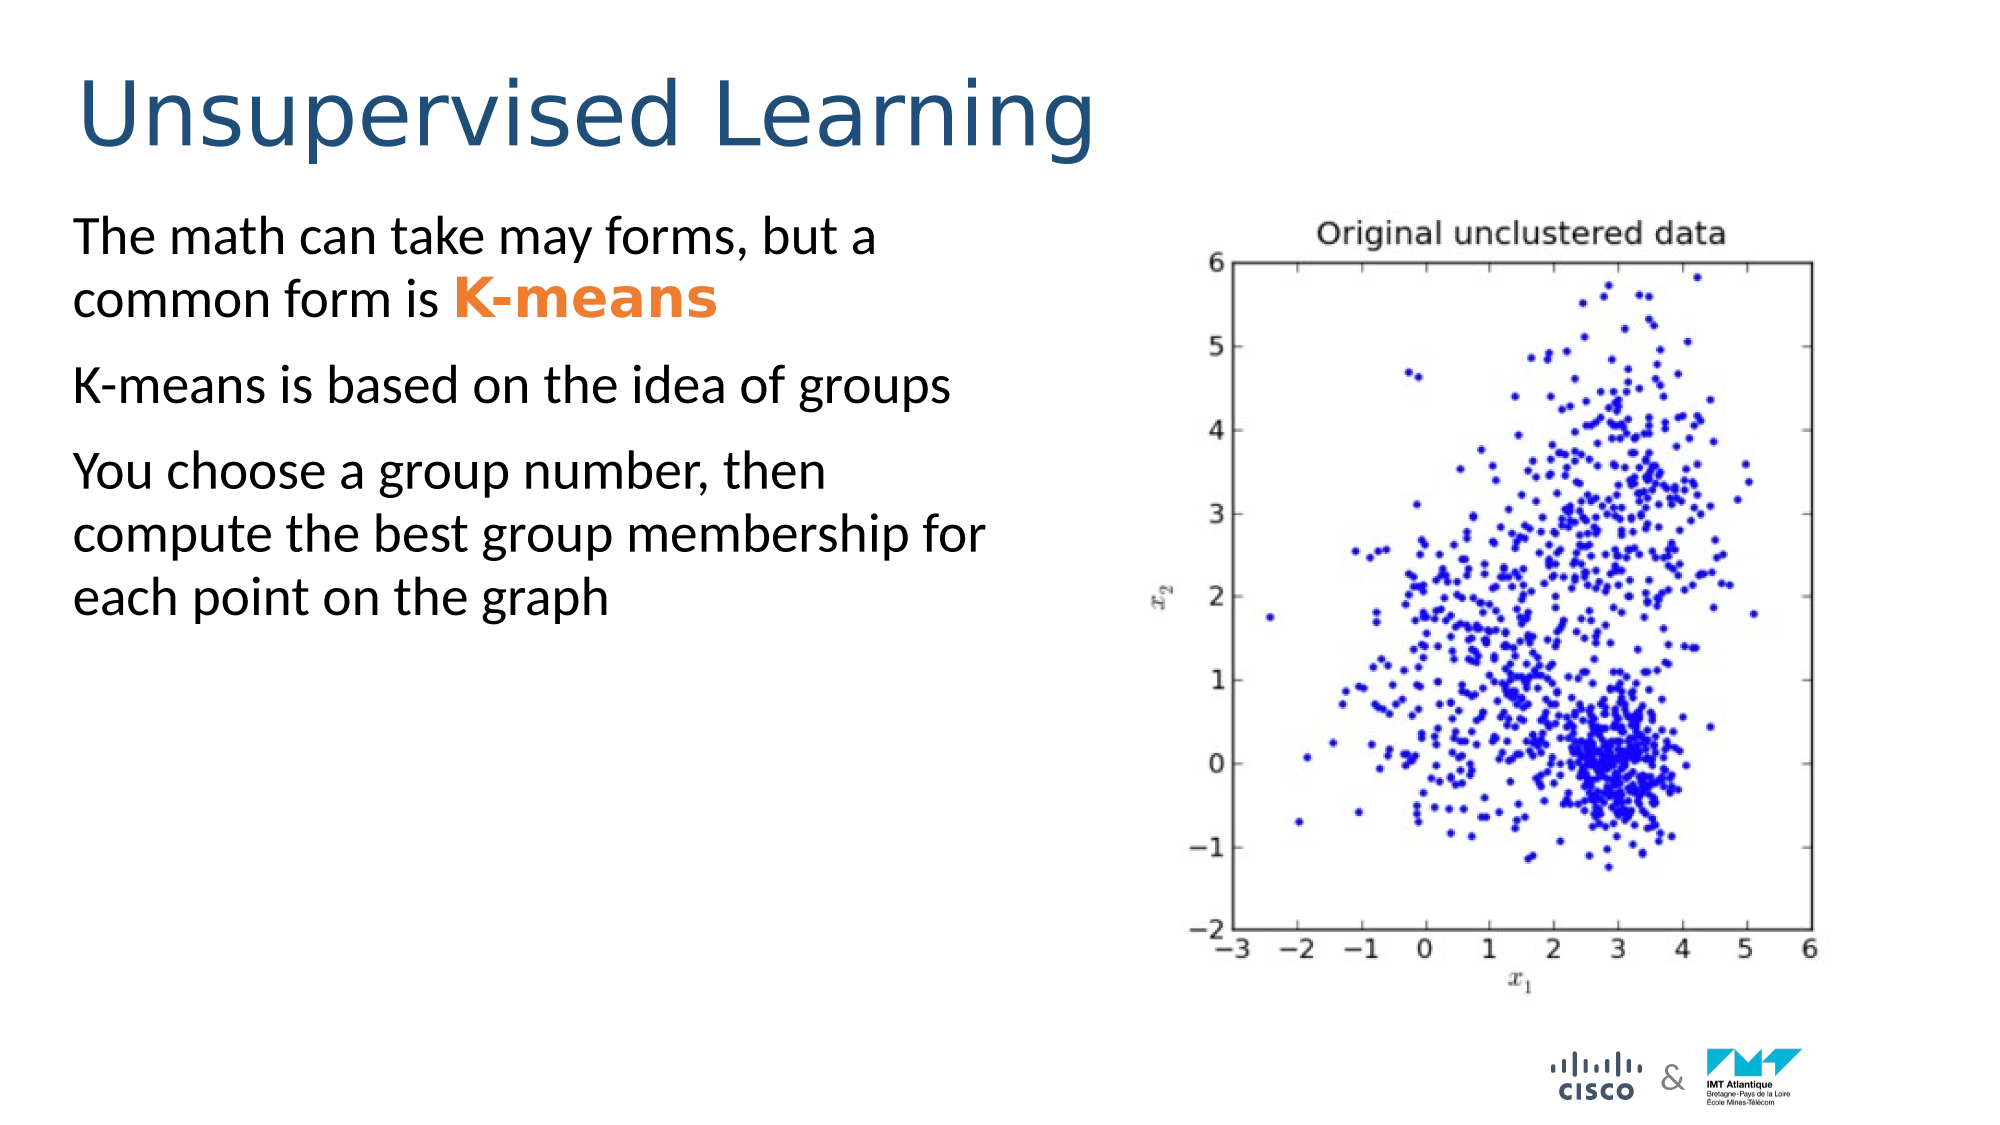 Unsupervised Learning
The math can take may forms, but a
common form is K-means
K-means is based on the idea of groups
You choose a group number, then
compute the best group membership for
each point on the graph
Original unclustered data
6
5
4
3
2
1
0
−1
−2
x2
−3 −2 −1 0 1 2 3 4 5 6
x1
CISCO
&
IMT Atlantique
Bretagne-Pays de la Loire
École Mines-Télécom